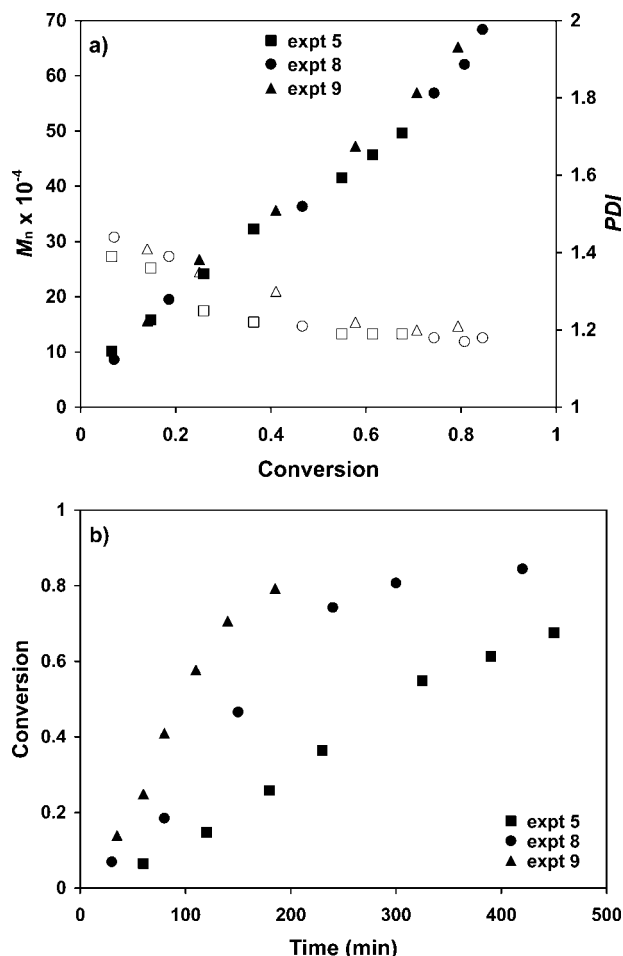 a)
expt 5
expt 8
expt 9
70
60
50
40
30
20
10
0
Mn x 10-4
2
1.8
1.6
1.4
1.2
1
PDI
0 0.2 0.4 0.6 0.8 1
Conversion
b)
1
0.8
0.6
0.4
0.2
0
Conversion
expt 5
expt 8
expt 9
0 100 200 300 400 500
Time (min)